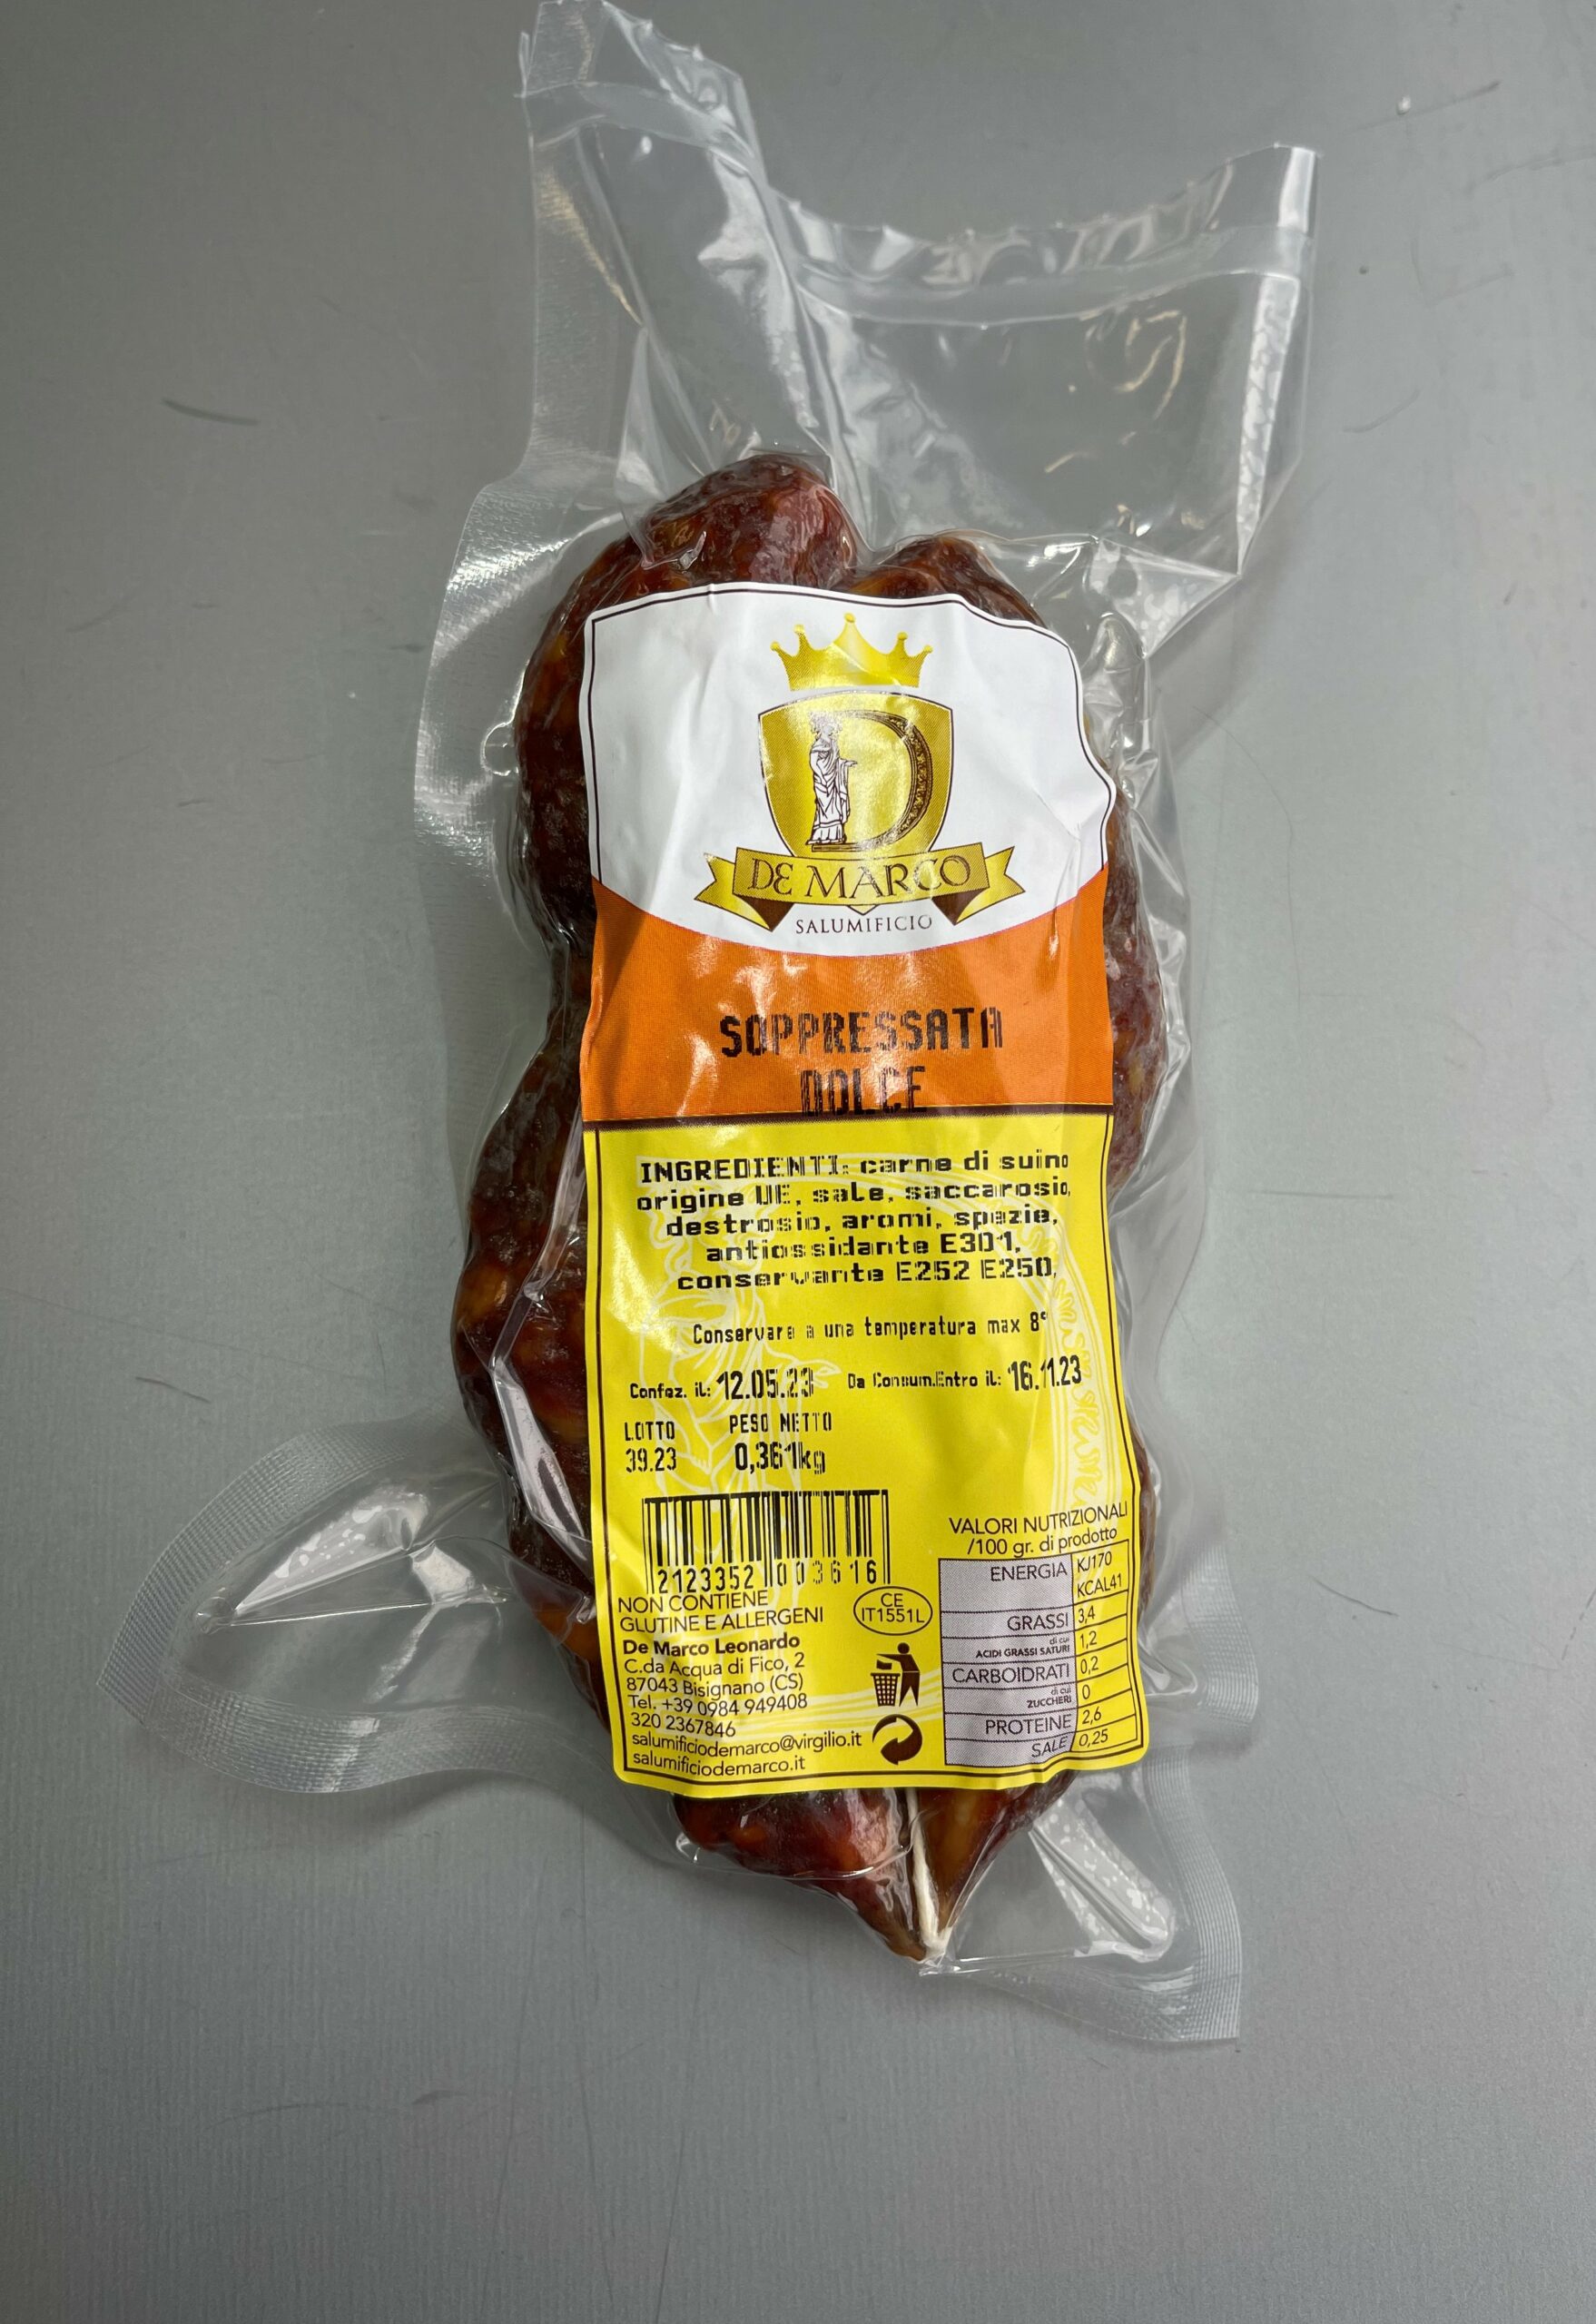 DE MARCO
SALUMIFICIO
SOPPRESSATA
DOLCE
INGREDIENTI: carne di suino
origine UE, sale, saccarosio,
destrosio, aromi, spezie,
antiossidante E301,
conservante E252 E250,
Conservare a una temperatura max 8°
Confez. il: 12.05.23 Da Consum.Entro il: 16.11.23
LOTTO PESO NETTO
39.23 0,361kg
2123352 003616
NON CONTIENE
GLUTINE E ALLERGENI
CE
IT1551L
De Marco Leonardo
C.da Acqua di Fico, 2
87043 Bisignano (CS)
Tel. +39 0984 949408
320 2367846
salumificiodemarco@virgilio.it
salumificiodemarco.it
VALORI NUTRIZIONALI
/100 gr. di prodotto
ENERGIA KJ170
KCAL41
GRASSI 3,4
di cui
ACIDI GRASSI SATURI 1,2
CARBOIDRATI 0,2
di cui
ZUCCHERI 0
PROTEINE 2,6
SALE 0,25